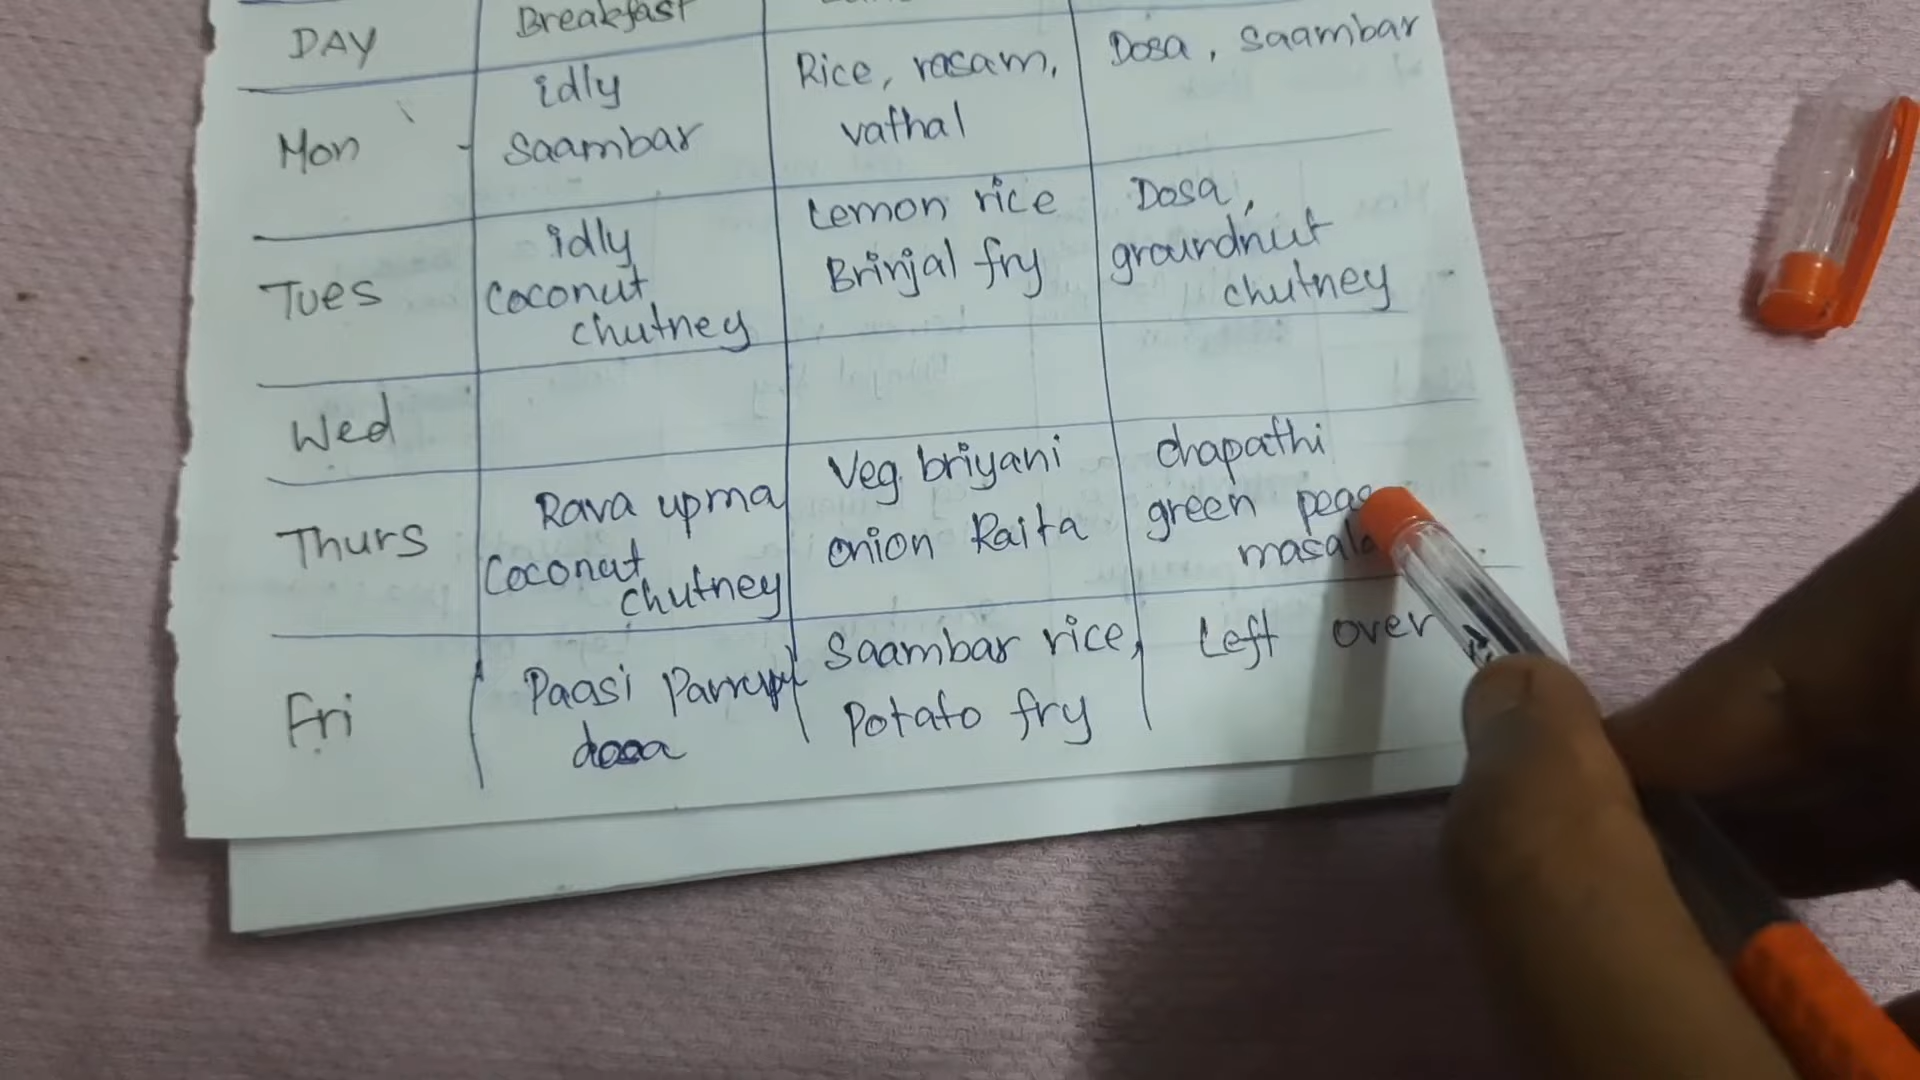 DAY Breakfast
Mon idly Saambar Rice, rasam, vathal Dosa, Saambar
Tues idly Coconut chutney Lemon rice Brinjal fry Dosa, groundnut chutney
Wed
Thurs Rava upma Coconut chutney Veg. briyani onion Raita chapathi green peas masala
Fri Paasi Parrupu dosa Saambar rice, Potato fry Left over